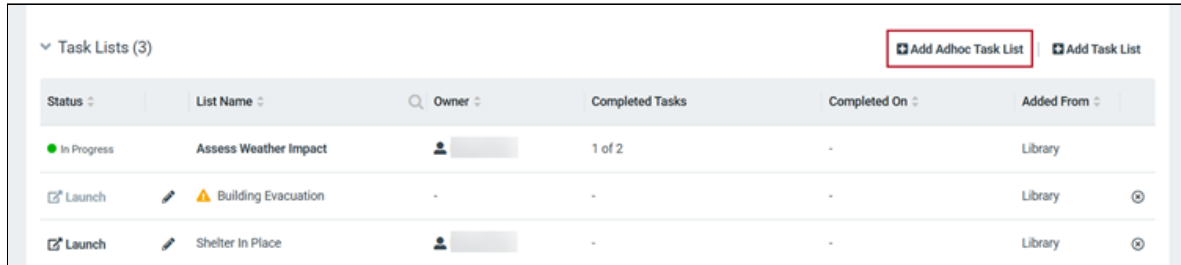 Task Lists (3) Add Adhoc Task List Add Task List
Status List Name Owner Completed Tasks Completed On Added From
In Progress Assess Weather Impact 1 of 2 - Library
Launch Building Evacuation - - - Library
Launch Shelter In Place - - Library